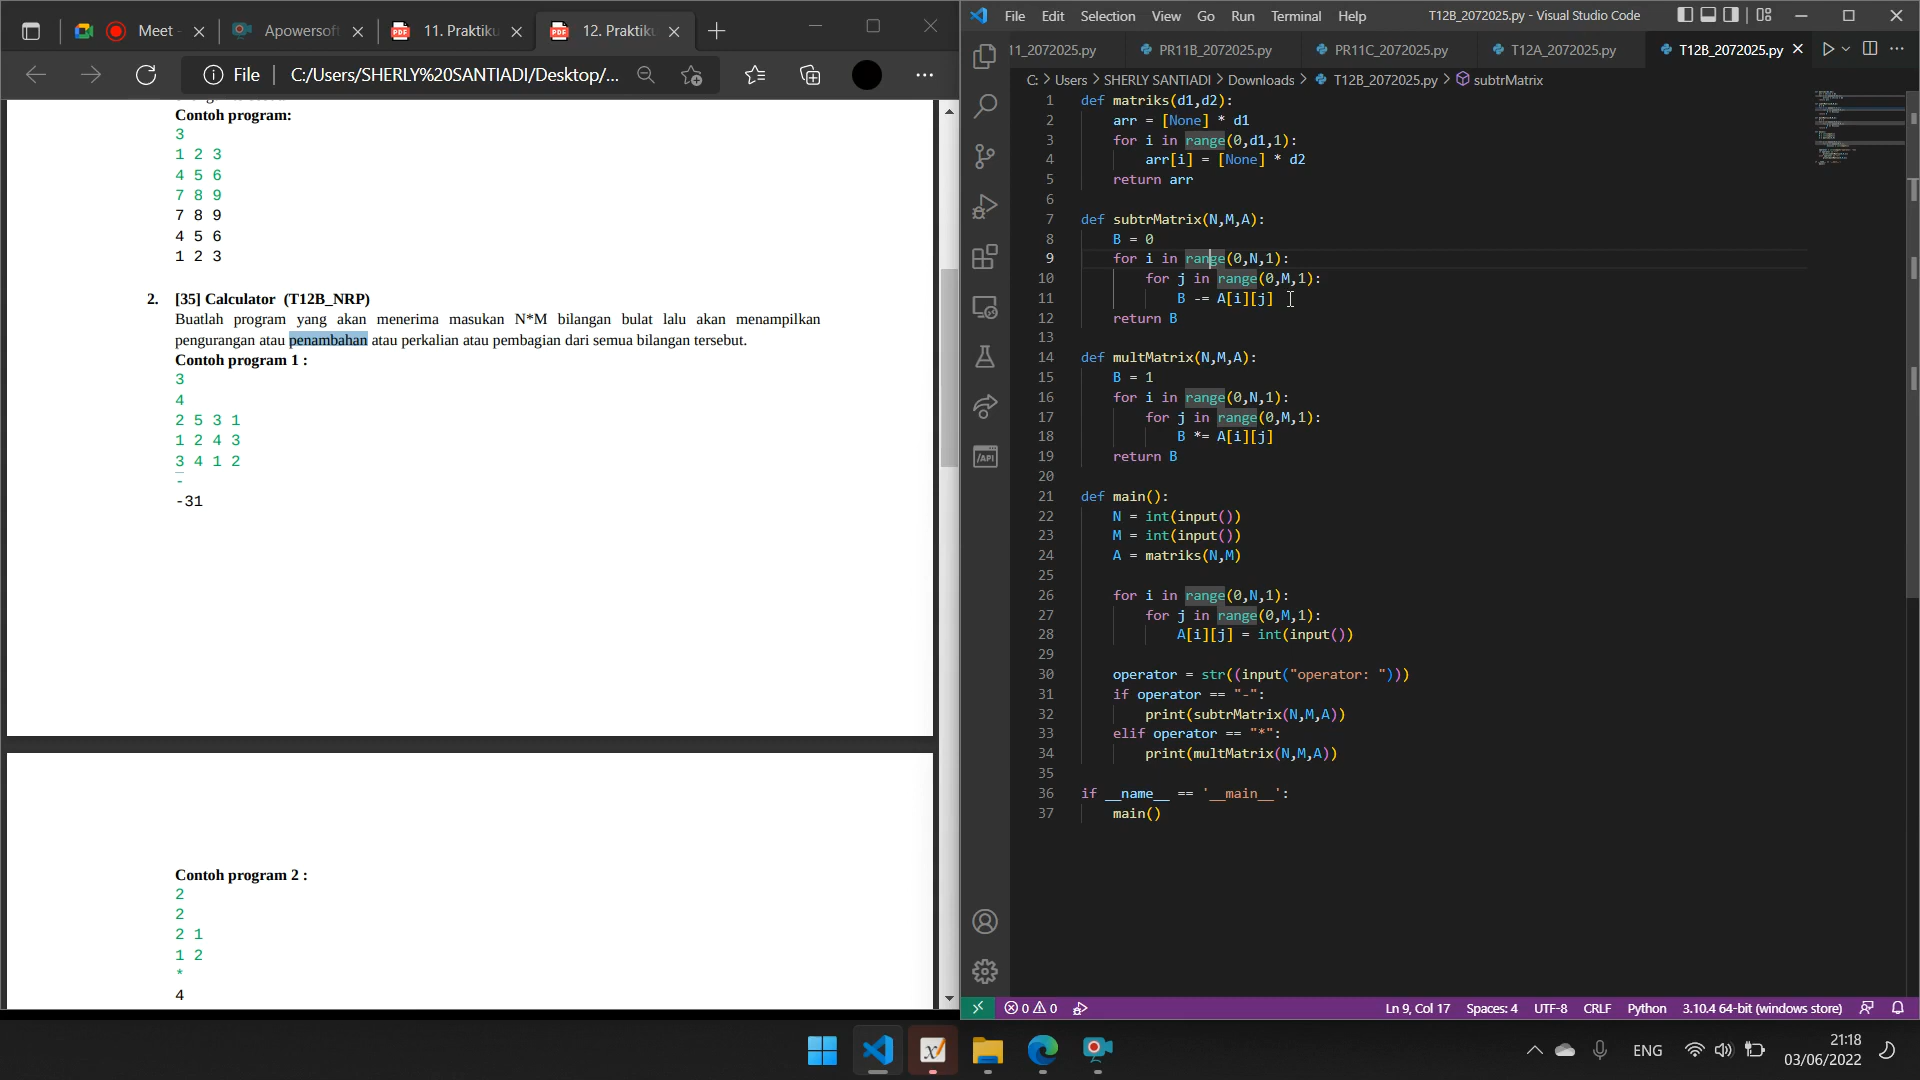 Meet
Apowersoft
11. Praktiku
12. Praktiku
File
C:/Users/SHERLY%20SANTIADI/Desktop/...
Contoh program:
3
1 2 3
4 5 6
7 8 9
7 8 9
4 5 6
1 2 3
2. [35] Calculator (T12B_NRP)
Buatlah program yang akan menerima masukan N*M bilangan bulat lalu akan menampilkan
pengurangan atau penambahan atau perkalian atau pembagian dari semua bilangan tersebut.
Contoh program 1 :
3
4
2 5 3 1
1 2 4 3
3 4 1 2
-
-31
Contoh program 2 :
2
2
2 1
1 2
*
4
File Edit Selection View Go Run Terminal Help
T12B_2072025.py - Visual Studio Code
11_2072025.py
PR11B_2072025.py
PR11C_2072025.py
T12A_2072025.py
T12B_2072025.py
C: > Users > SHERLY SANTIADI > Downloads > T12B_2072025.py > subtrMatrix
1 def matriks(d1,d2):
2 arr = [None] * d1
3 for i in range(0,d1,1):
4 arr[i] = [None] * d2
5 return arr
6
7 def subtrMatrix(N,M,A):
8 B = 0
9 for i in range(0,N,1):
10 for j in range(0,M,1):
11 B -= A[i][j]
12 return B
13
14 def multMatrix(N,M,A):
15 B = 1
16 for i in range(0,N,1):
17 for j in range(0,M,1):
18 B *= A[i][j]
19 return B
20
21 def main():
22 N = int(input())
23 M = int(input())
24 A = matriks(N,M)
25
26 for i in range(0,N,1):
27 for j in range(0,M,1):
28 A[i][j] = int(input())
29
30 operator = str((input("operator: ")))
31 if operator == "-":
32 print(subtrMatrix(N,M,A))
33 elif operator == "*":
34 print(multMatrix(N,M,A))
35
36 if __name__ == '__main__':
37 main()
0 0
Ln 9, Col 17 Spaces: 4 UTF-8 CRLF Python 3.10.4 64-bit (windows store)
ENG
21:18
03/06/2022